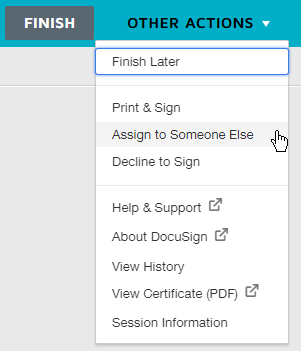 FINISH
OTHER ACTIONS
Finish Later
Print & Sign
Assign to Someone Else
Decline to Sign
Help & Support
About DocuSign
View History
View Certificate (PDF)
Session Information